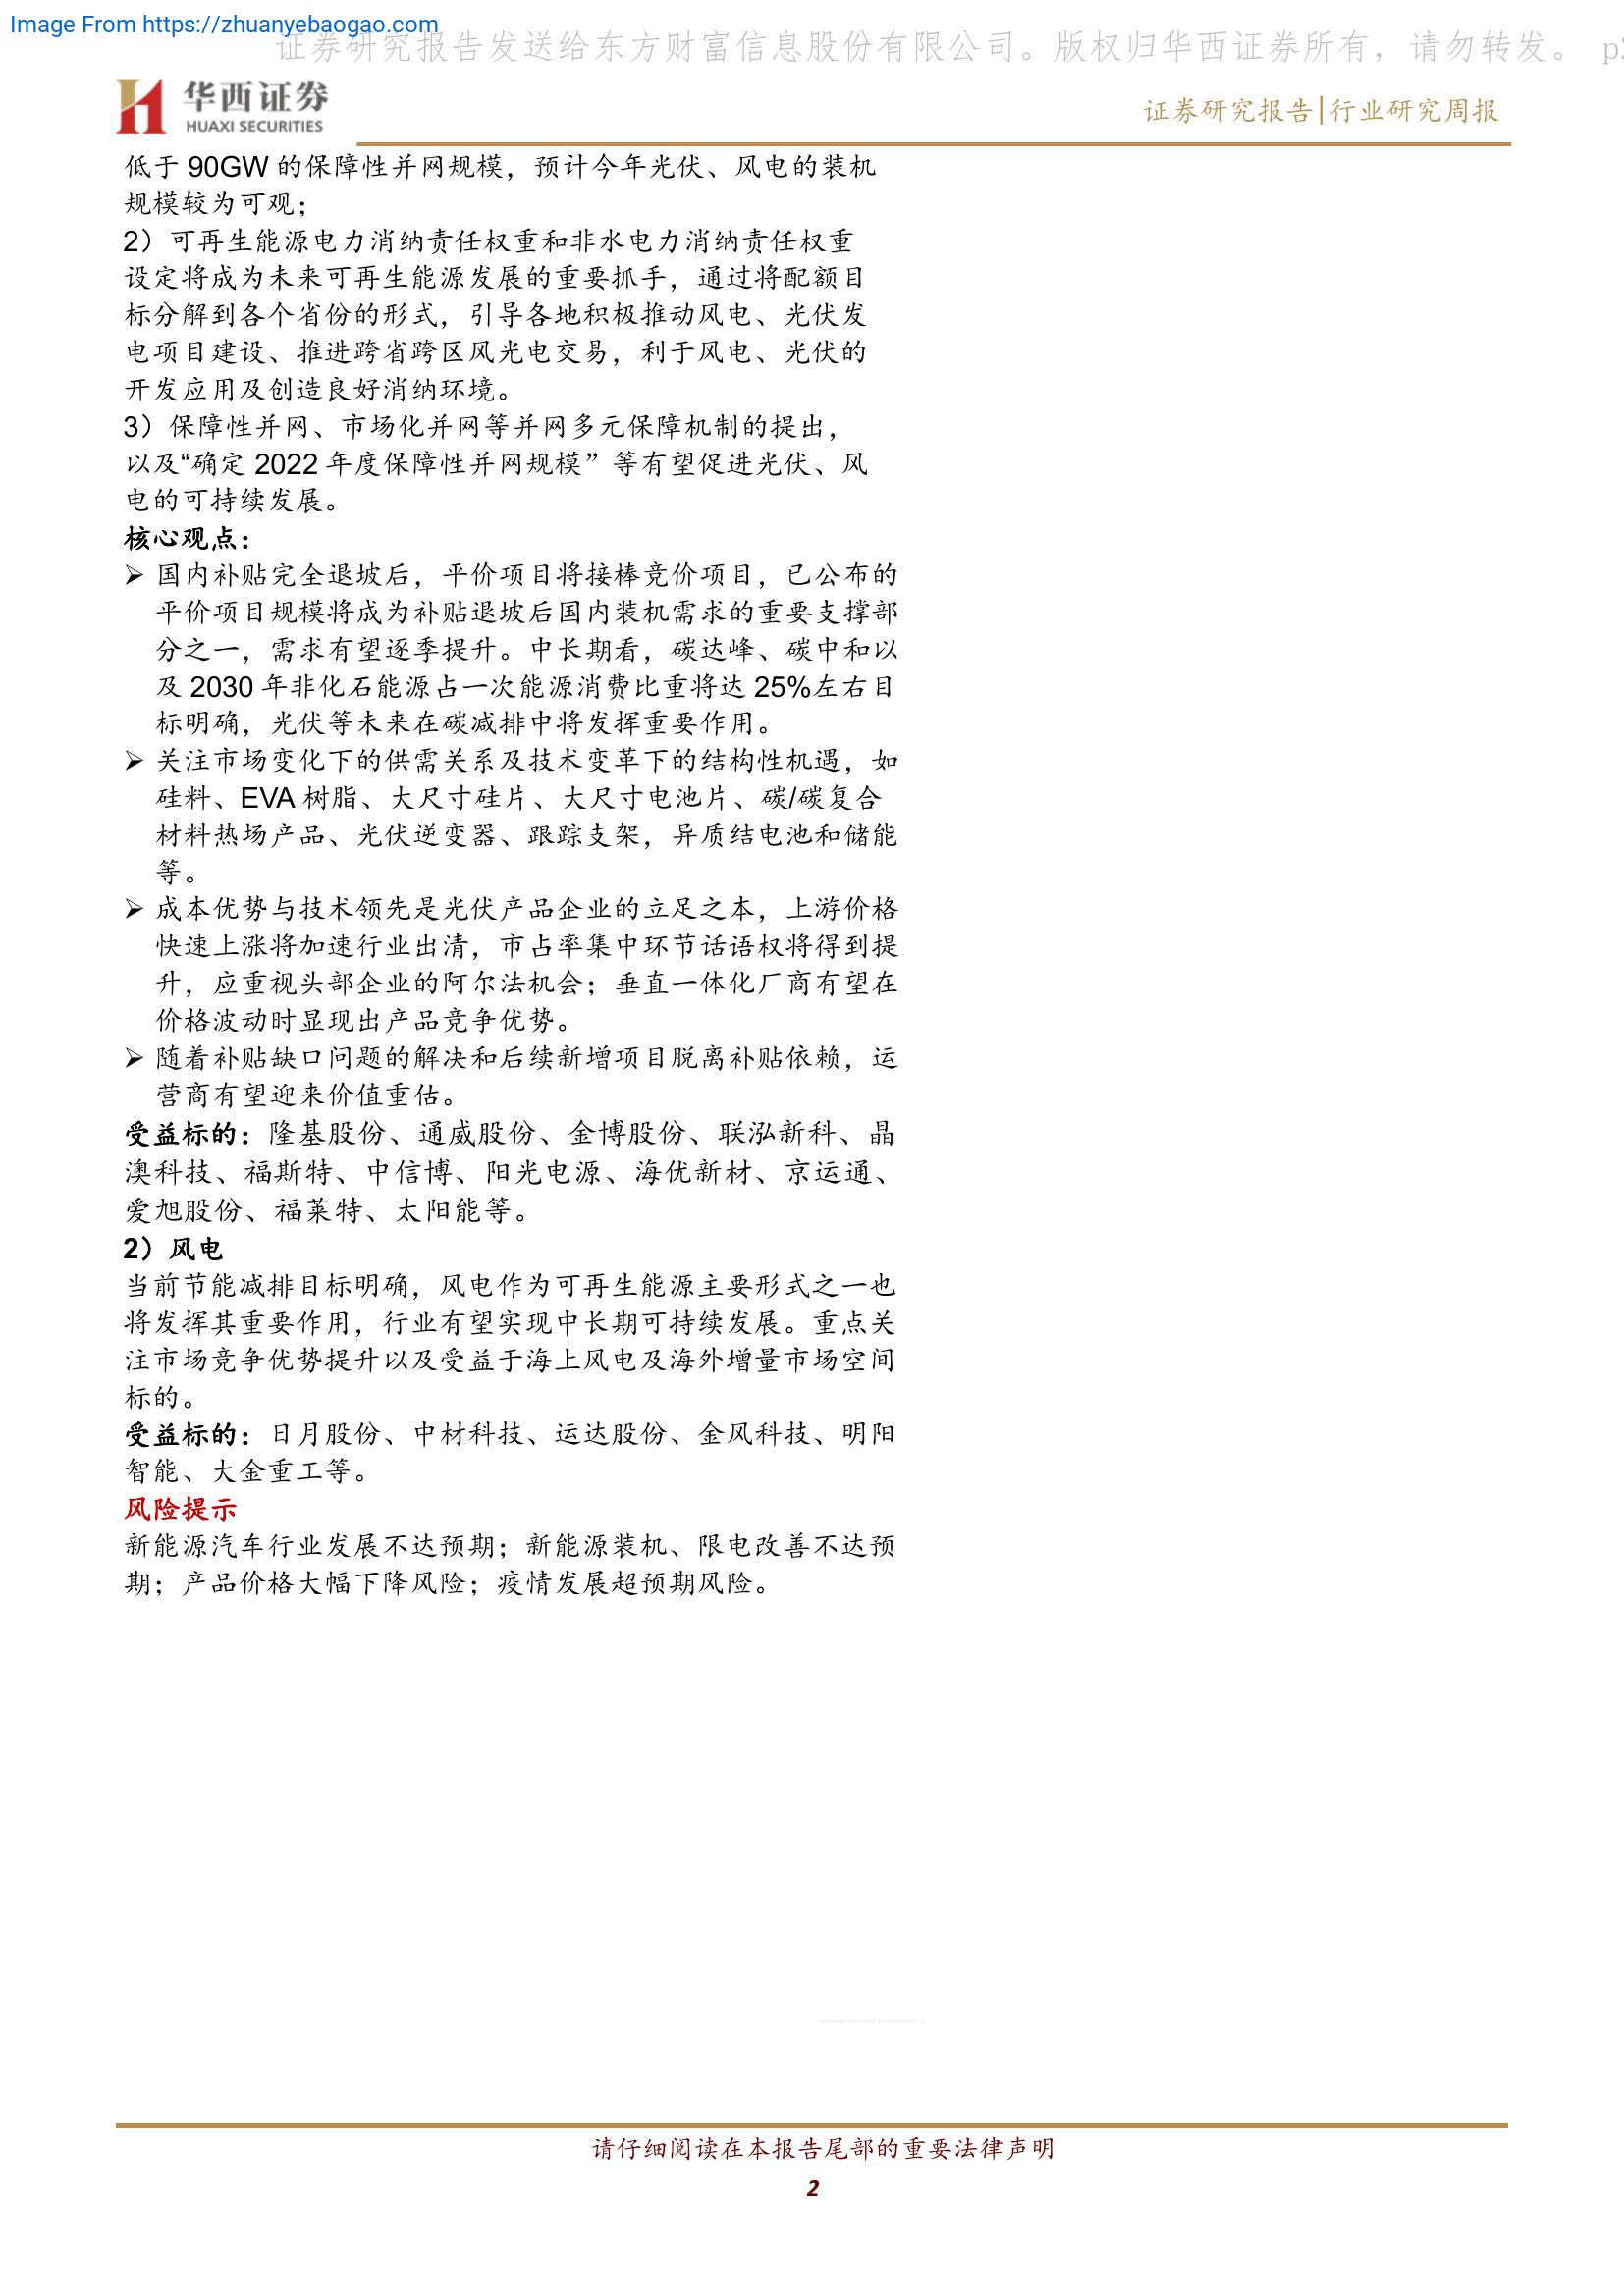 Image From https://zhuanyebaogao.com
证券研究报告发送给东方财富信息股份有限公司。版权归华西证券所有，请勿转发。 p2
华西证券
HUAXI SECURITIES
证券研究报告|行业研究周报
低于 90GW 的保障性并网规模，预计今年光伏、风电的装机
规模较为可观；
2）可再生能源电力消纳责任权重和非水电力消纳责任权重
设定将成为未来可再生能源发展的重要抓手，通过将配额目
标分解到各个省份的形式，引导各地积极推动风电、光伏发
电项目建设、推进跨省跨区风光电交易，利于风电、光伏的
开发应用及创造良好消纳环境。
3）保障性并网、市场化并网等并网多元保障机制的提出，
以及“确定 2022 年度保障性并网规模”等有望促进光伏、风
电的可持续发展。
核心观点：
➢ 国内补贴完全退坡后，平价项目将接棒竞价项目，已公布的
平价项目规模将成为补贴退坡后国内装机需求的重要支撑部
分之一，需求有望逐季提升。中长期看，碳达峰、碳中和以
及 2030 年非化石能源占一次能源消费比重将达 25%左右目
标明确，光伏等未来在碳减排中将发挥重要作用。
➢ 关注市场变化下的供需关系及技术变革下的结构性机遇，如
硅料、EVA 树脂、大尺寸硅片、大尺寸电池片、碳/碳复合
材料热场产品、光伏逆变器、跟踪支架，异质结电池和储能
等。
➢ 成本优势与技术领先是光伏产品企业的立足之本，上游价格
快速上涨将加速行业出清，市占率集中环节话语权将得到提
升，应重视头部企业的阿尔法机会；垂直一体化厂商有望在
价格波动时显现出产品竞争优势。
➢ 随着补贴缺口问题的解决和后续新增项目脱离补贴依赖，运
营商有望迎来价值重估。
受益标的：隆基股份、通威股份、金博股份、联泓新科、晶
澳科技、福斯特、中信博、阳光电源、海优新材、京运通、
爱旭股份、福莱特、太阳能等。
2）风电
当前节能减排目标明确，风电作为可再生能源主要形式之一也
将发挥其重要作用，行业有望实现中长期可持续发展。重点关
注市场竞争优势提升以及受益于海上风电及海外增量市场空间
标的。
受益标的：日月股份、中材科技、运达股份、金风科技、明阳
智能、大金重工等。
风险提示
新能源汽车行业发展不达预期；新能源装机、限电改善不达预
期；产品价格大幅下降风险；疫情发展超预期风险。
请仔细阅读在本报告尾部的重要法律声明
2